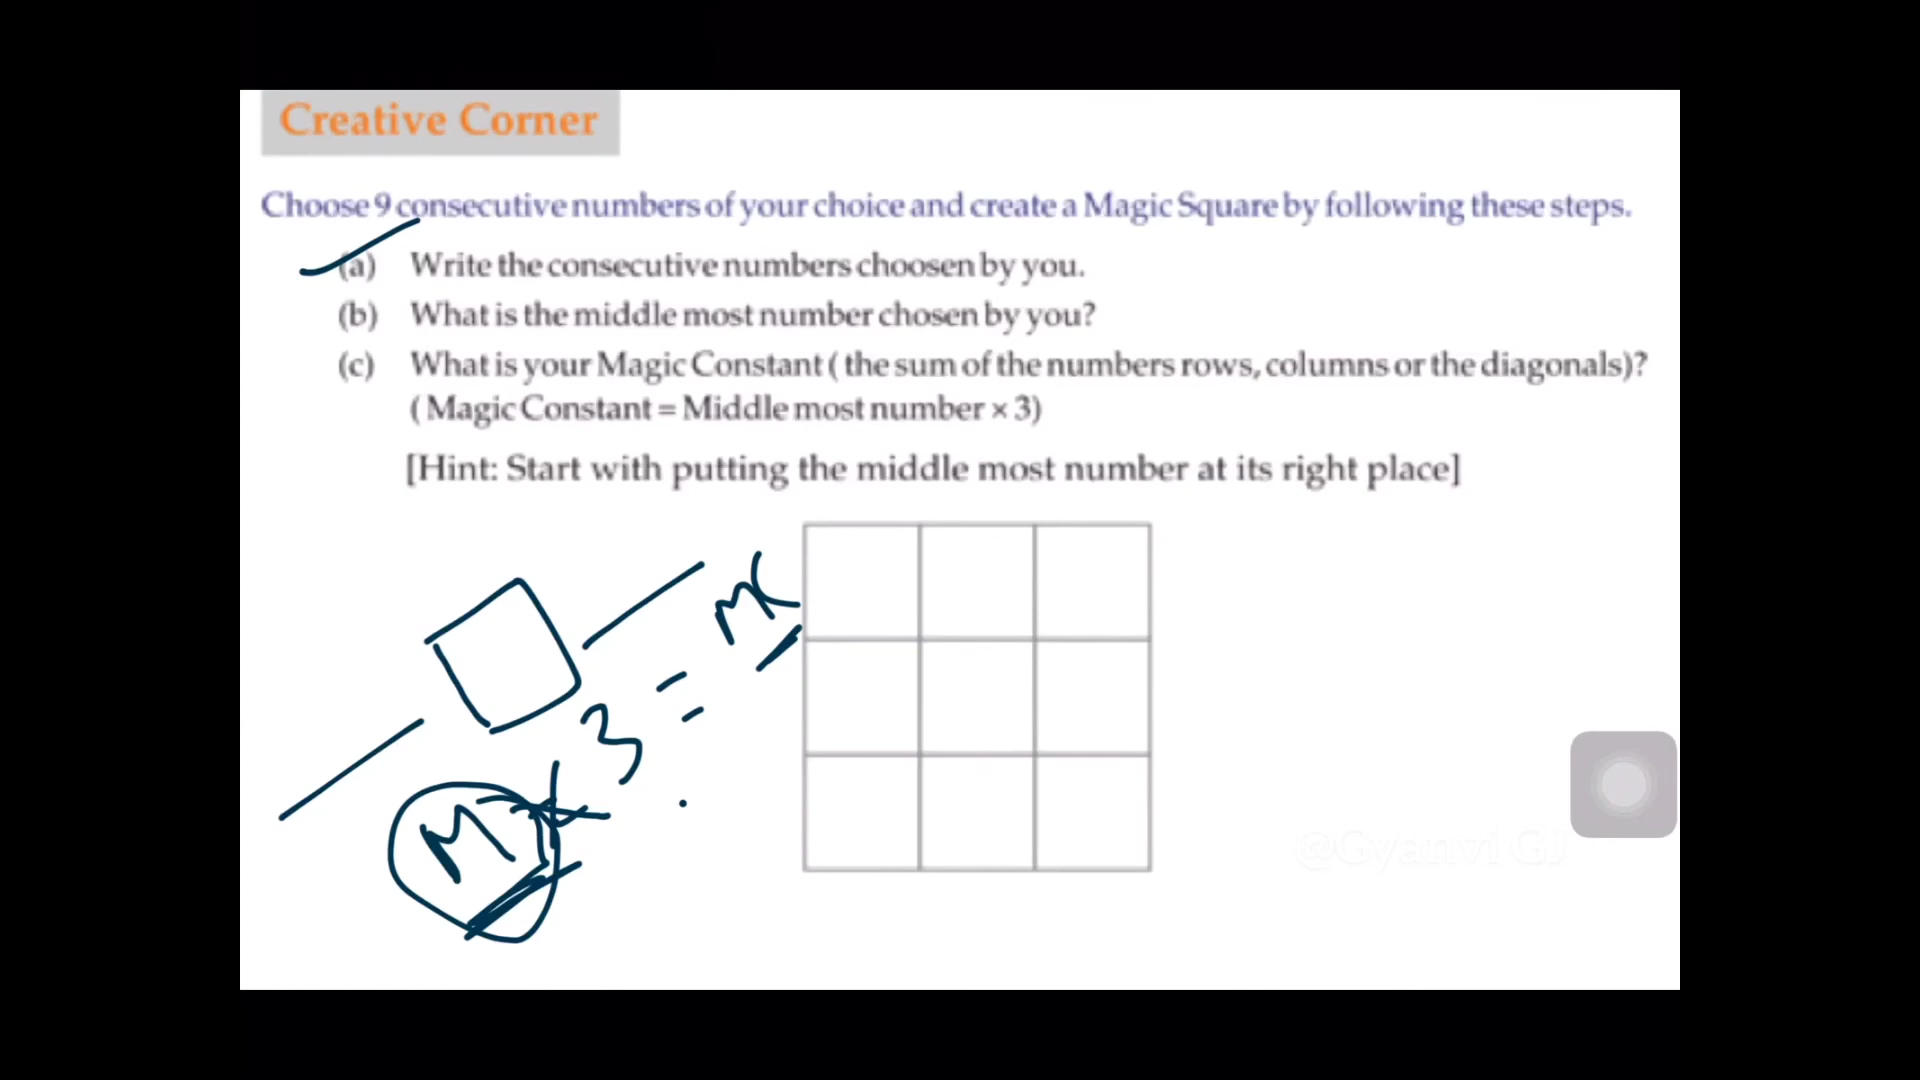 Creative Corner
Choose 9 consecutive numbers of your choice and create a Magic Square by following these steps.
(a) Write the consecutive numbers choosen by you.
(b) What is the middle most number chosen by you?
(c) What is your Magic Constant ( the sum of the numbers rows, columns or the diagonals)?
( Magic Constant = Middle most number × 3)
[Hint: Start with putting the middle most number at its right place]
3 =
@Gyanvi GJ